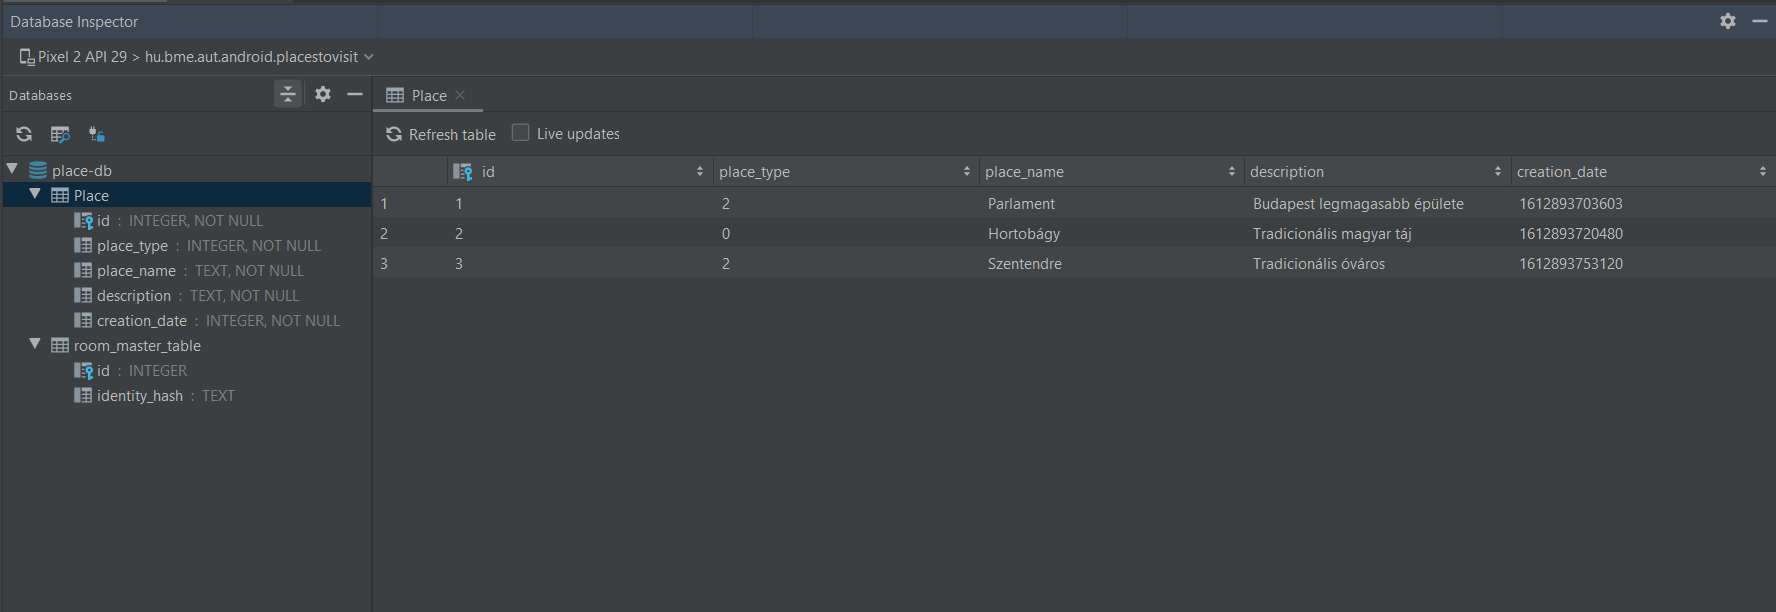 Database Inspector
Pixel 2 API 29 > hu.bme.aut.android.placestovisit
Databases
place-db
Place
id : INTEGER, NOT NULL
place_type : INTEGER, NOT NULL
place_name : TEXT, NOT NULL
description : TEXT, NOT NULL
creation_date : INTEGER, NOT NULL
room_master_table
id : INTEGER
identity_hash : TEXT
Place
Refresh table Live updates
id place_type place_name description creation_date
1 1 2 Parlament Budapest legmagasabb épülete 1612893703603
2 2 0 Hortobágy Tradicionális magyar táj 1612893720480
3 3 2 Szentendre Tradicionális óváros 1612893753120